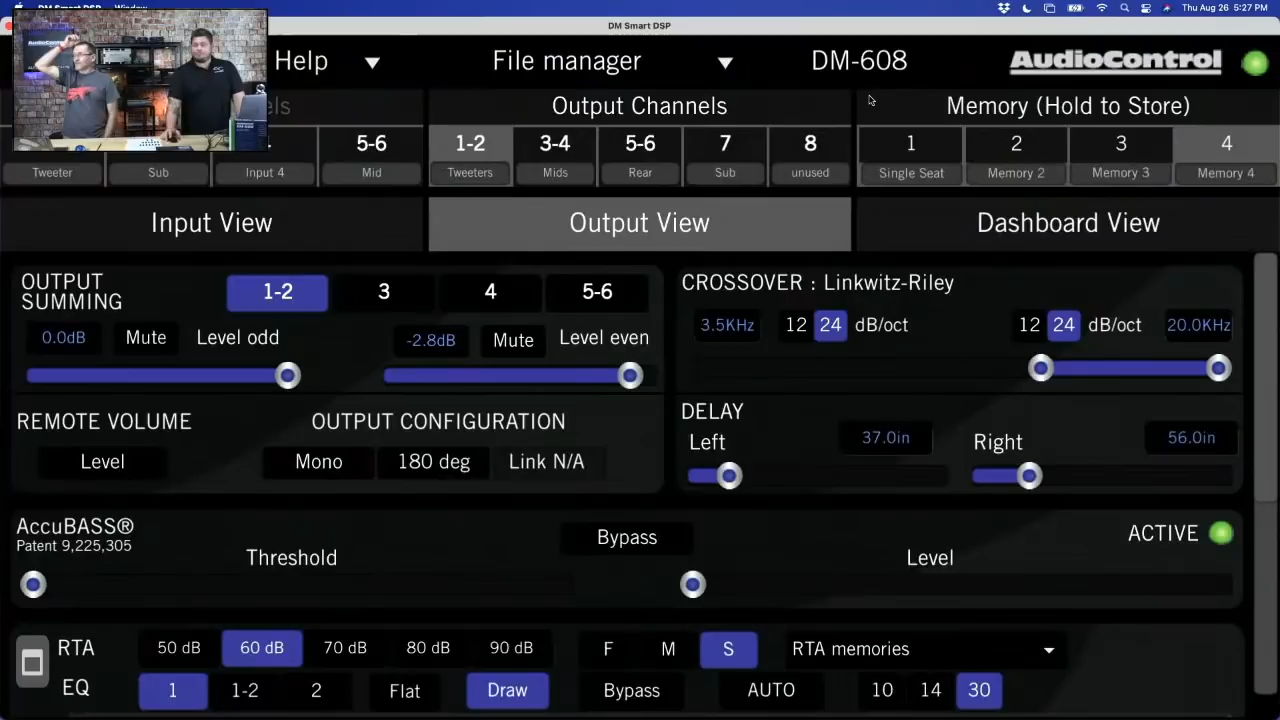 DM Smart DSP
Window
DM Smart DSP
Thu Aug 26 5:27 PM
Help
File manager
DM-608
AudioControl
Output Channels
Memory (Hold to Store)
5-6
1-2
3-4
5-6
7
8
1
2
3
4
Tweeter
Sub
Input 4
Mid
Tweeters
Mids
Rear
Sub
unused
Single Seat
Memory 2
Memory 3
Memory 4
Input View
Output View
Dashboard View
OUTPUT
SUMMING
1-2
3
4
5-6
CROSSOVER : Linkwitz-Riley
0.0dB
Mute
Level odd
-2.8dB
Mute
Level even
3.5KHz
12
24
dB/oct
12
24
dB/oct
20.0KHz
REMOTE VOLUME
OUTPUT CONFIGURATION
DELAY
Left
37.0in
Right
56.0in
Level
Mono
180 deg
Link N/A
AccuBASS®
Patent 9,225,305
Threshold
Bypass
Level
ACTIVE
RTA
50 dB
60 dB
70 dB
80 dB
90 dB
F
M
S
RTA memories
EQ
1
1-2
2
Flat
Draw
Bypass
AUTO
10
14
30